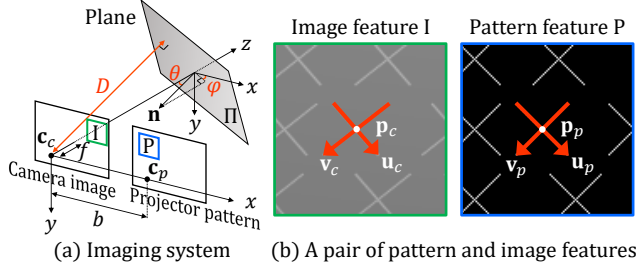 Plane
Image feature I
Pattern feature P
z
D
θ
φ
x
n
Π
y
I
P
c_c
f
c_p
Camera image
Projector pattern
x
b
y
p_c
v_c
u_c
p_p
v_p
u_p
(a) Imaging system
(b) A pair of pattern and image features